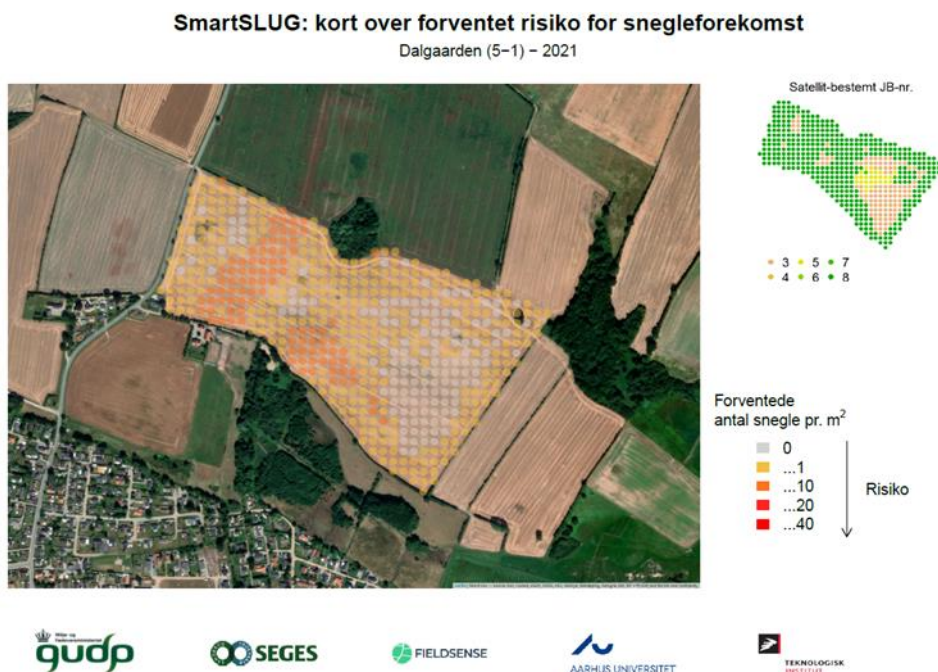 SmartSLUG: kort over forventet risiko for snegleforekomst
Dalgaarden (5−1) − 2021
Satellit-bestemt JB-nr.
3 5 7
4 6 8
Forventede
antal snegle pr. m²
0
...1
...10
...20
...40
Risiko
gudp
SEGES
FIELDSENSE
AARHUS UNIVERSITET
TEKNOLOGISK
INSTITUT